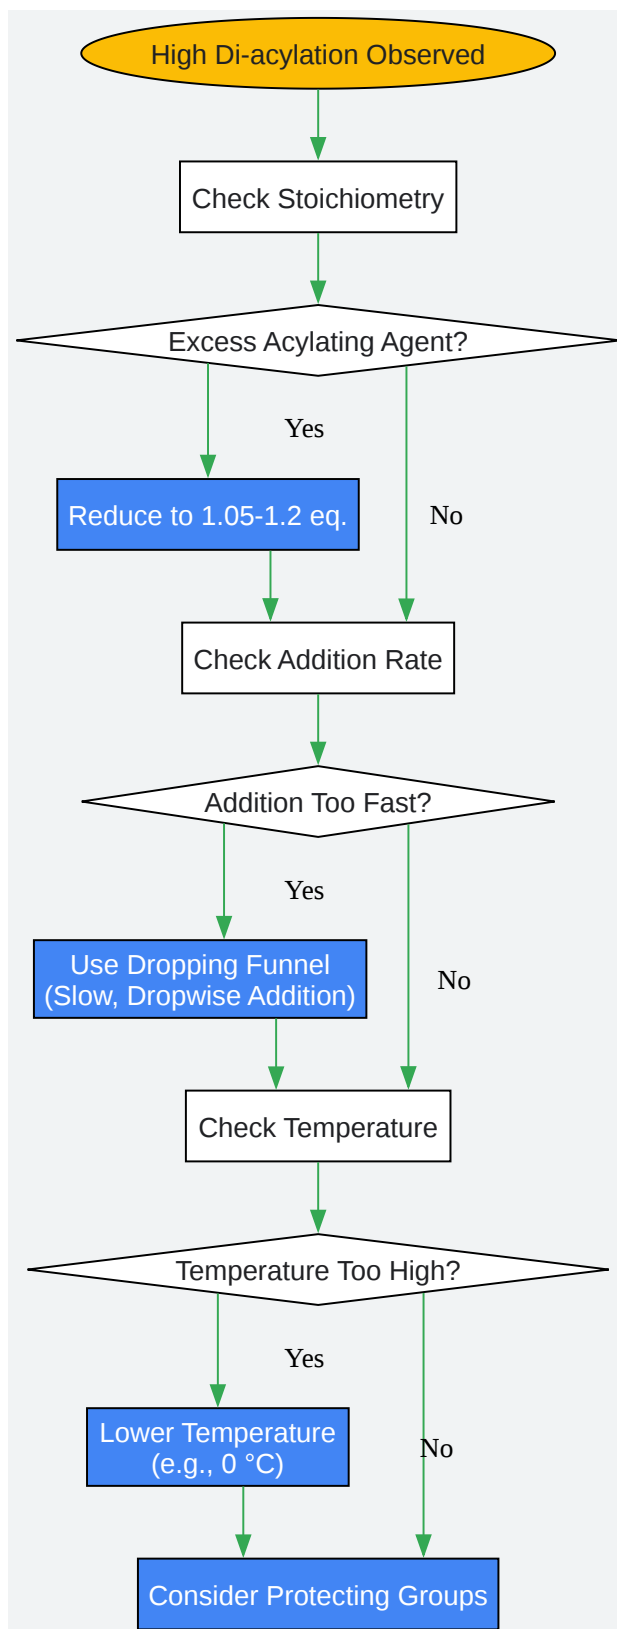 High Di-acylation Observed
Check Stoichiometry
Excess Acylating Agent?
Yes
Reduce to 1.05-1.2 eq.
No
Check Addition Rate
Addition Too Fast?
Yes
Use Dropping Funnel
(Slow, Dropwise Addition)
No
Check Temperature
Temperature Too High?
Yes
Lower Temperature
(e.g., 0 °C)
No
Consider Protecting Groups